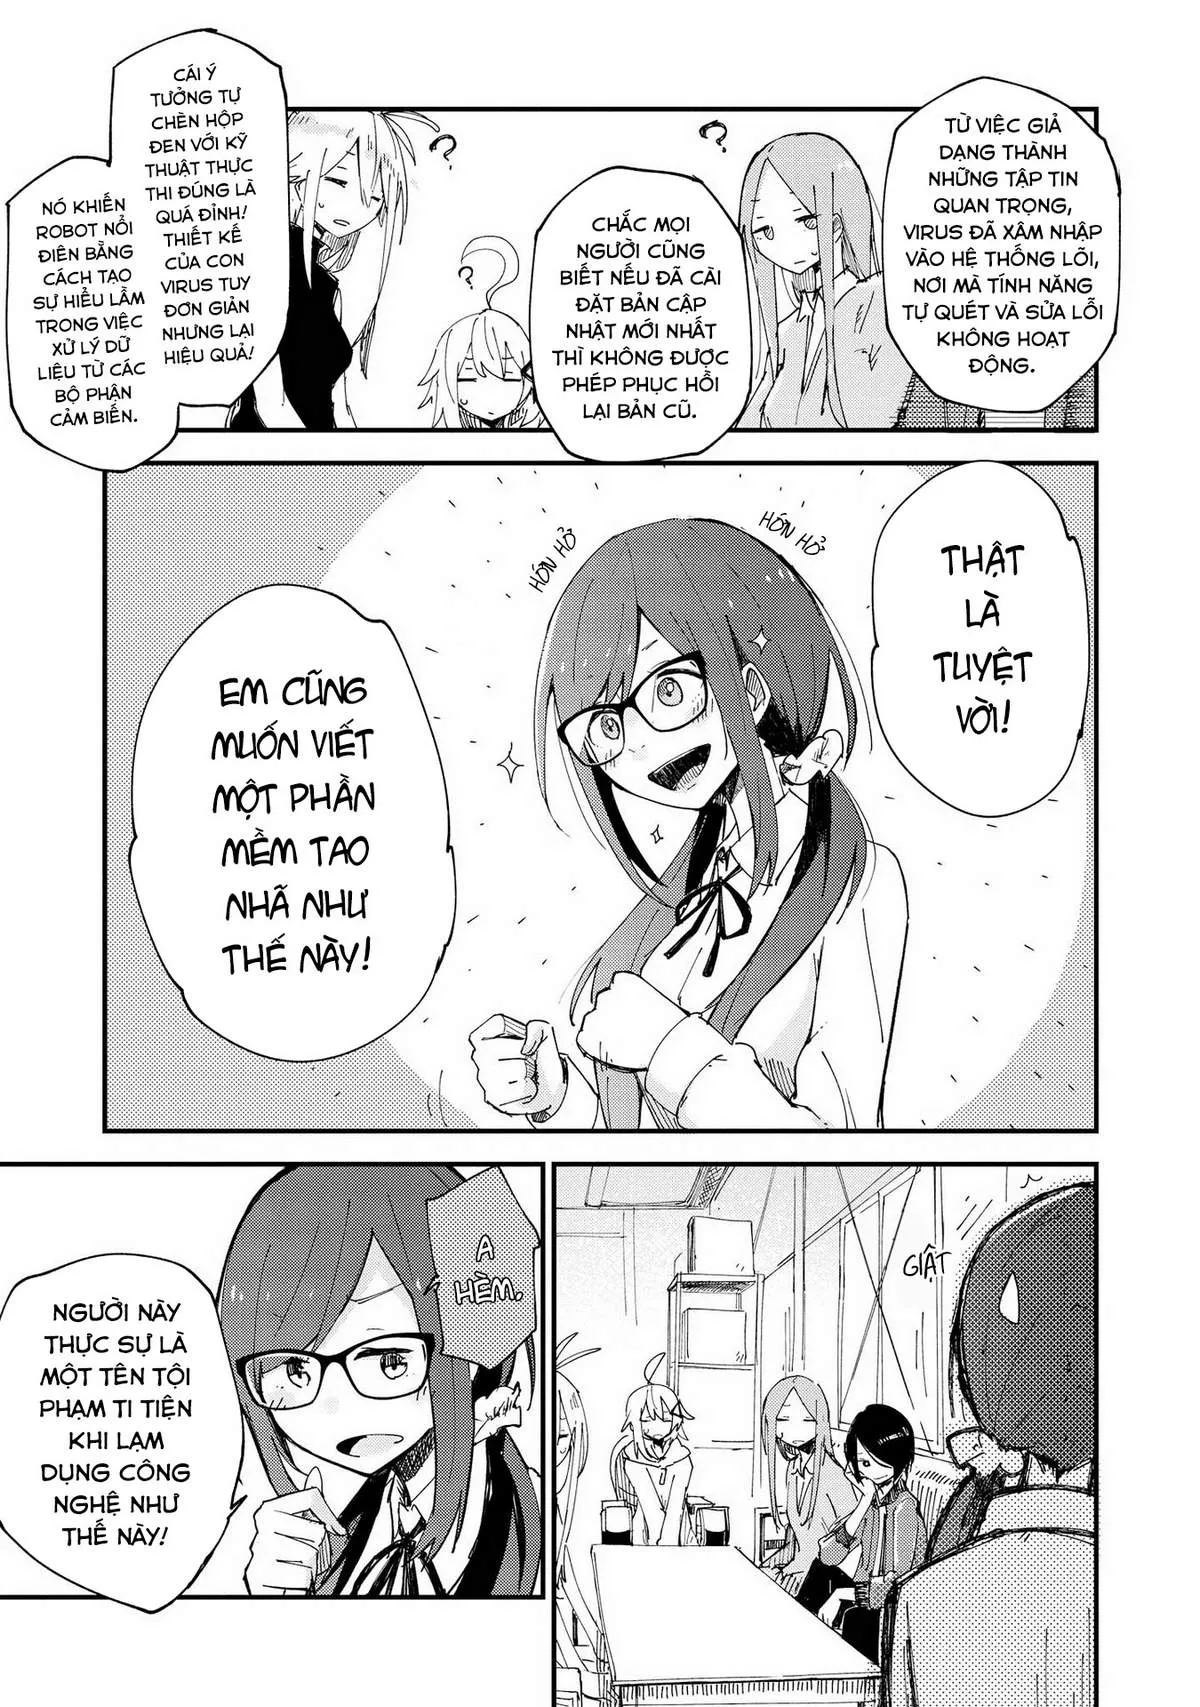 TỪ VIỆC GIẢ
DẠNG THÀNH
NHỮNG TẬP TIN
QUAN TRỌNG,
VIRUS ĐÃ XÂM NHẬP
VÀO HỆ THỐNG LÕI,
NƠI MÀ TÍNH NĂNG
TỰ QUÉT VÀ SỬA LỖI
KHÔNG HOẠT
ĐỘNG.
?
CHẮC MỌI
NGƯỜI CŨNG
BIẾT NẾU ĐÃ CÀI
ĐẶT BẢN CẬP
NHẬT MỚI NHẤT
THÌ KHÔNG ĐƯỢC
PHÉP PHỤC HỒI
LẠI BẢN CŨ.
?
?
CÁI Ý
TƯỞNG TỰ
CHÈN HỘP
ĐEN VỚI KỸ
THUẬT THỰC
THI ĐÚNG LÀ
QUÁ ĐỈNH!
THIẾT KẾ
CỦA CON
VIRUS TUY
ĐƠN GIẢN
NHƯNG LẠI
HIỆU QUẢ!
NÓ KHIẾN
ROBOT NỔI
ĐIÊN BẰNG
CÁCH TẠO
SỰ HIỂU LẦM
TRONG VIỆC
XỬ LÝ DỮ
LIỆU TỪ CÁC
BỘ PHẬN
CẢM BIẾN.
THẬT
LÀ
TUYỆT
VỜI!
HỚN HỞ
HỚN HỞ
EM CŨNG
MUỐN VIẾT
MỘT PHẦN
MỀM TAO
NHÃ NHƯ
THẾ NÀY!
GIẬT
A
HÈM.
NGƯỜI NÀY
THỰC SỰ LÀ
MỘT TÊN TỘI
PHẠM TI TIỆN
KHI LẠM
DỤNG CÔNG
NGHỆ NHƯ
THẾ NÀY!